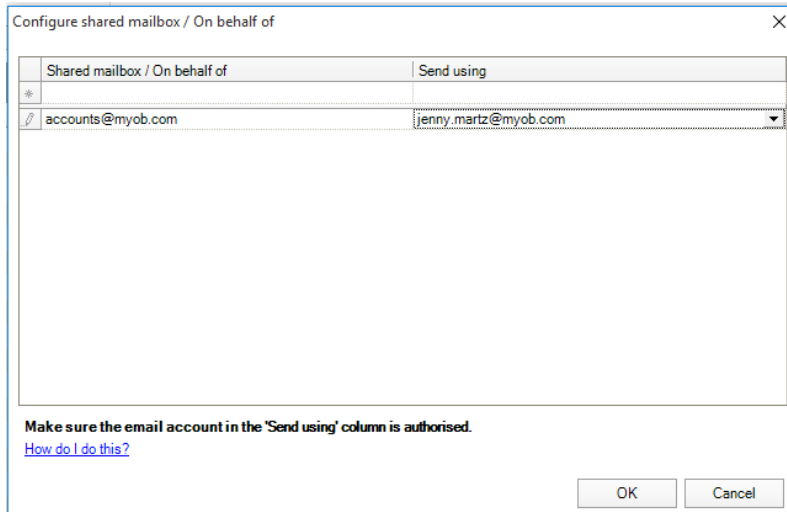 Configure shared mailbox / On behalf of
Shared mailbox / On behalf of Send using
accounts@myob.com jenny.martz@myob.com
Make sure the email account in the 'Send using' column is authorised.
How do I do this?
OK Cancel